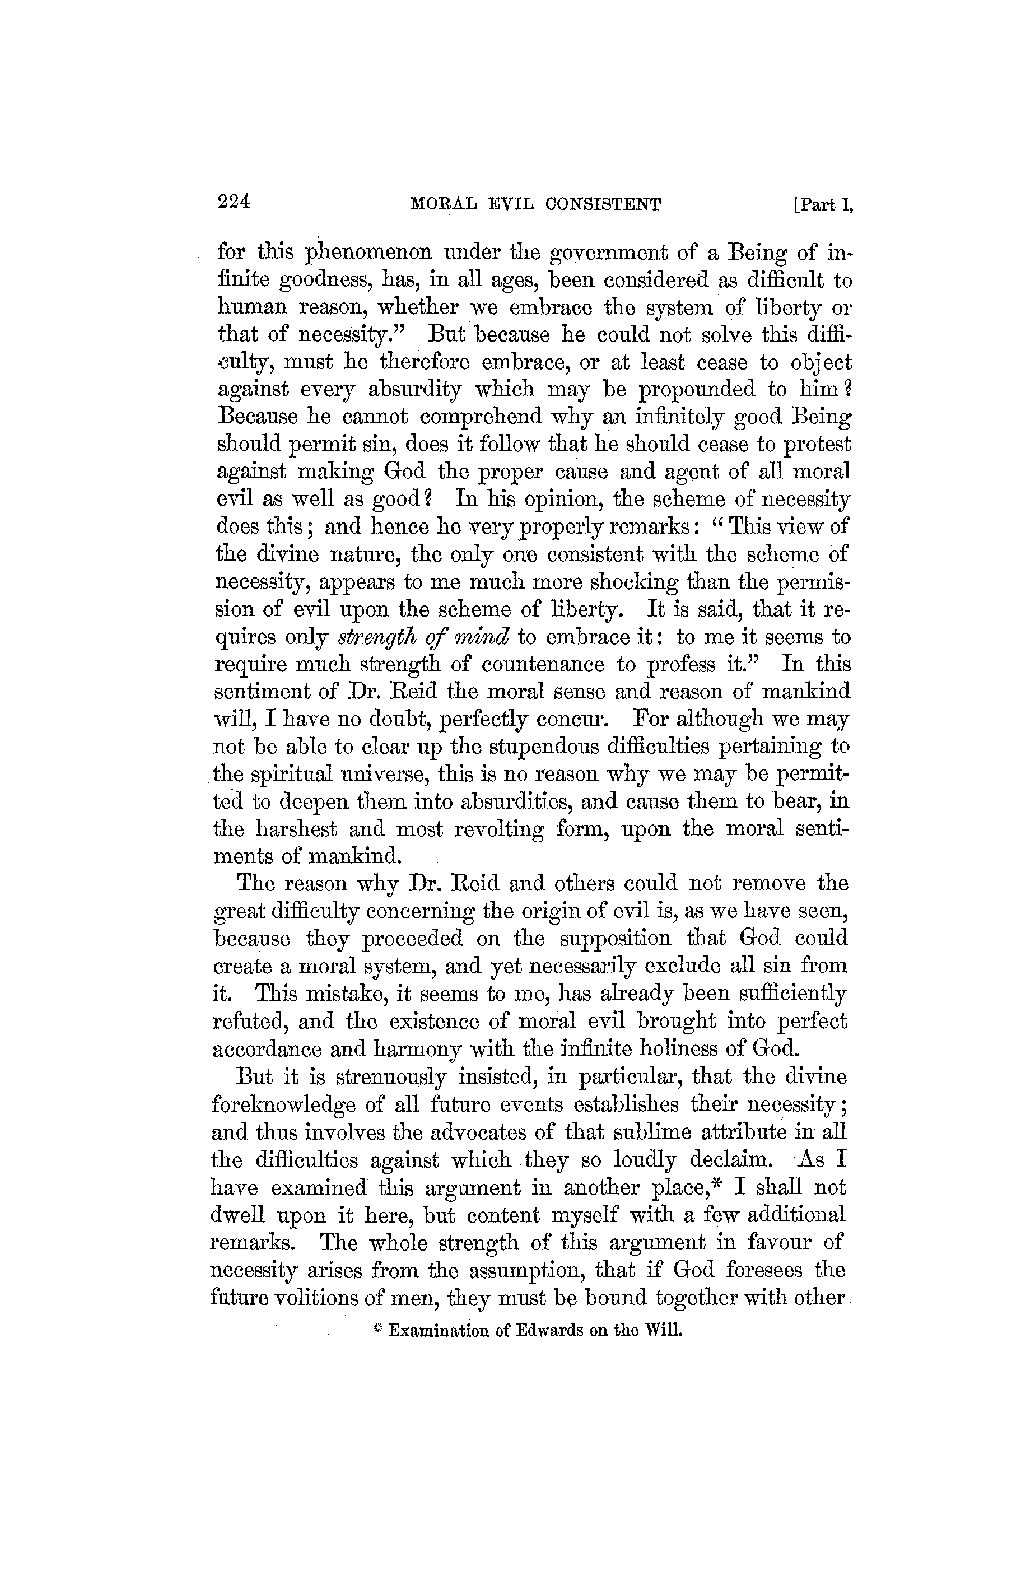 224 MORAL EVIL CONSISTENT [Part I,
for this phenomenon under the government of a Being of in-
finite goodness, has, in all ages, been considered as difficult to
human reason, whether we embrace the system of liberty or
that of necessity.” But because he could not solve this diffi-
culty, must he therefore embrace, or at least cease to object
against every absurdity which may be propounded to him?
Because he cannot comprehend why an infinitely good Being
should permit sin, does it follow that he should cease to protest
against making God the proper cause and agent of all moral
evil as well as good? In his opinion, the scheme of necessity
does this; and hence he very properly remarks: “This view of
the divine nature, the only one consistent with the scheme of
necessity, appears to me much more shocking than the permis-
sion of evil upon the scheme of liberty. It is said, that it re-
quires only strength of mind to embrace it: to me it seems to
require much strength of countenance to profess it.” In this
sentiment of Dr. Reid the moral sense and reason of mankind
will, I have no doubt, perfectly concur. For although we may
not be able to clear up the stupendous difficulties pertaining to
the spiritual universe, this is no reason why we may be permit-
ted to deepen them into absurdities, and cause them to bear, in
the harshest and most revolting form, upon the moral senti-
ments of mankind.
The reason why Dr. Reid and others could not remove the
great difficulty concerning the origin of evil is, as we have seen,
because they proceeded on the supposition that God could
create a moral system, and yet necessarily exclude all sin from
it. This mistake, it seems to me, has already been sufficiently
refuted, and the existence of moral evil brought into perfect
accordance and harmony with the infinite holiness of God.
But it is strenuously insisted, in particular, that the divine
foreknowledge of all future events establishes their necessity;
and thus involves the advocates of that sublime attribute in all
the difficulties against which they so loudly declaim. As I
have examined this argument in another place,* I shall not
dwell upon it here, but content myself with a few additional
remarks. The whole strength of this argument in favour of
necessity arises from the assumption, that if God foresees the
future volitions of men, they must be bound together with other
* Examination of Edwards on the Will.